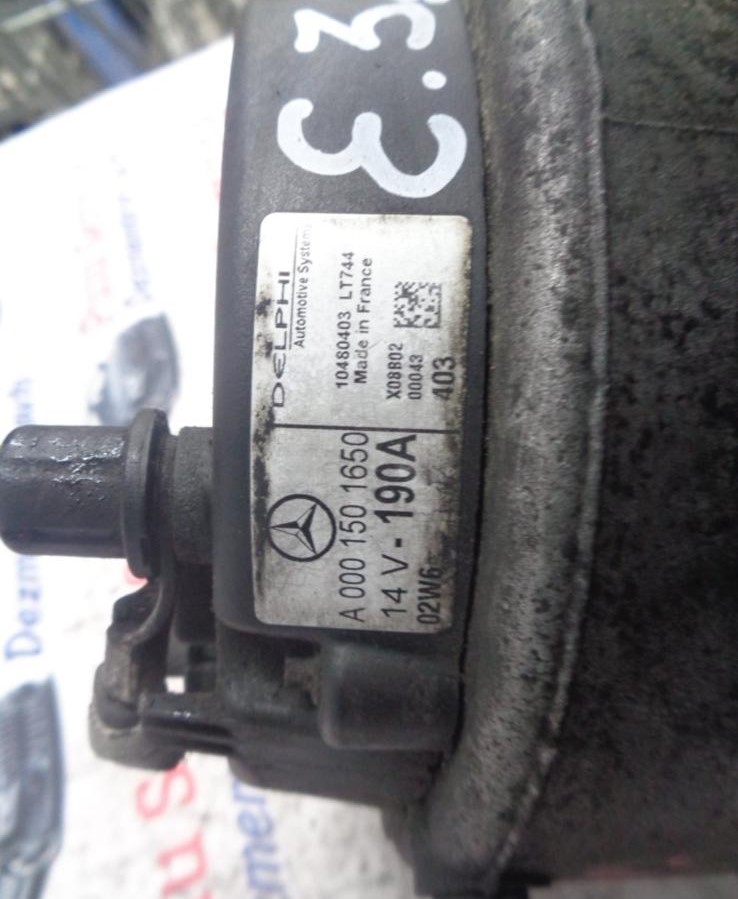 3.3
DELPHI
Automotive Systems
10480403 LT744
Made in France
X08B02
00043
403
A 000 150 1650
14 V - 190A
02W6